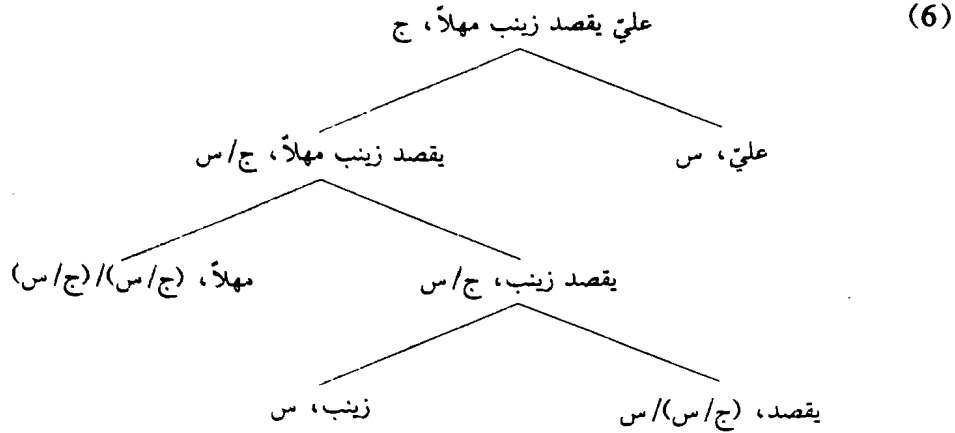 (6)
عليّ يقصد زينب مهلاً، ج
عليّ، س
يقصد زينب مهلاً، ج/س
يقصد زينب، ج/س
مهلاً، (ج/س)/(ج/س)
يقصد، (ج/س)/س
زينب، س